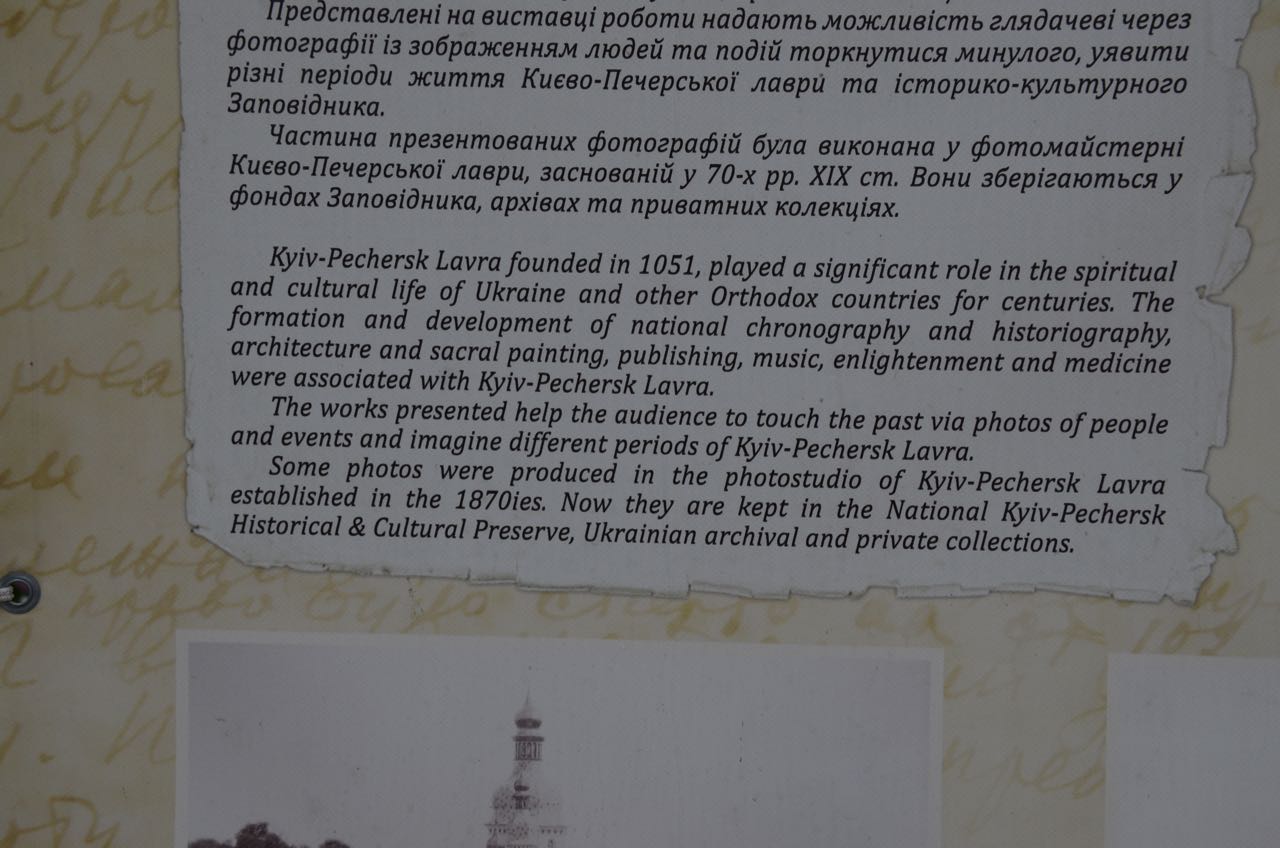 Представлені на виставці роботи надають можливість глядачеві через
фотографії із зображенням людей та подій торкнутися минулого, уявити
різні періоди життя Києво-Печерської лаври та історико-культурного
Заповідника.
Частина презентованих фотографій була виконана у фотомайстерні
Києво-Печерської лаври, заснованій у 70-х рр. XIX ст. Вони зберігаються у
фондах Заповідника, архівах та приватних колекціях.
Kyiv-Pechersk Lavra founded in 1051, played a significant role in the spiritual
and cultural life of Ukraine and other Orthodox countries for centuries. The
formation and development of national chronography and historiography,
architecture and sacral painting, publishing, music, enlightenment and medicine
were associated with Kyiv-Pechersk Lavra.
The works presented help the audience to touch the past via photos of people
and events and imagine different periods of Kyiv-Pechersk Lavra.
Some photos were produced in the photostudio of Kyiv-Pechersk Lavra
established in the 1870ies. Now they are kept in the National Kyiv-Pechersk
Historical & Cultural Preserve, Ukrainian archival and private collections.